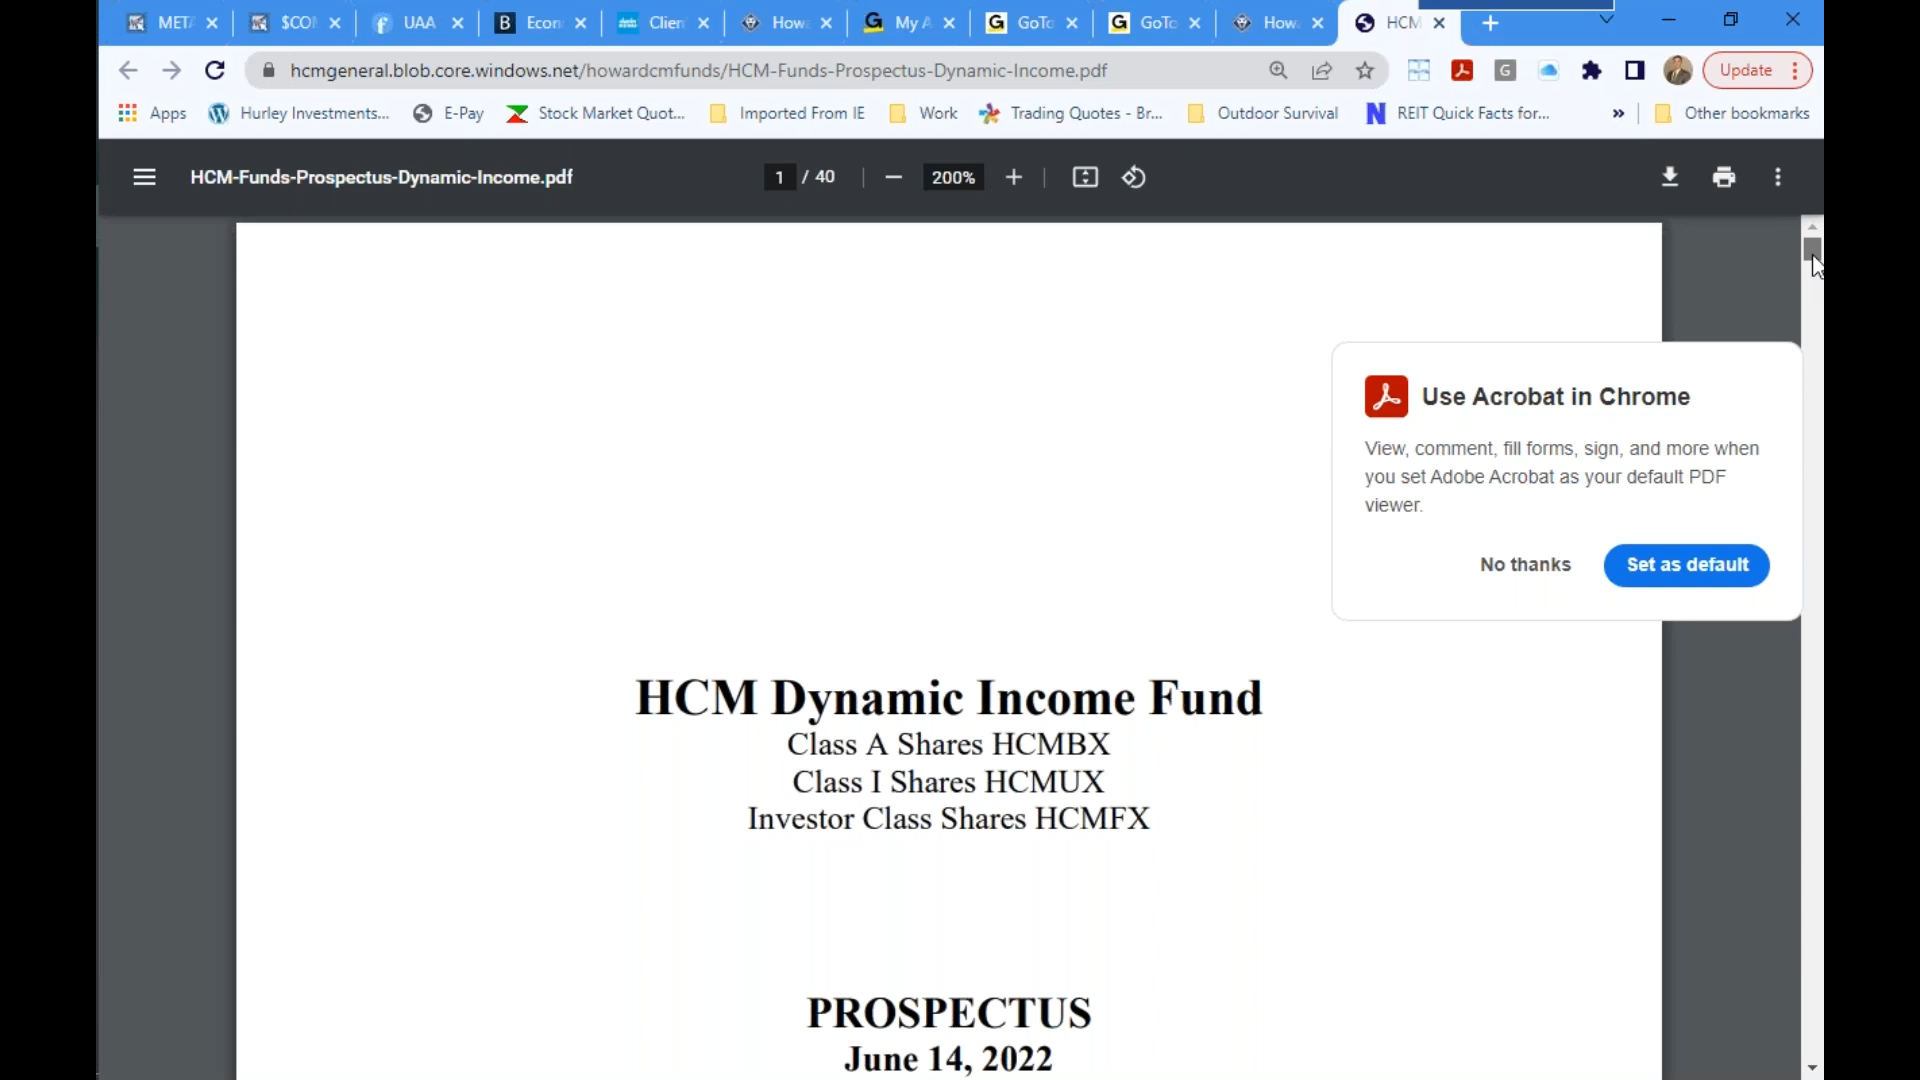 META
$CO
UAA
Econ
Clien
How
My A
GoTo
GoTo
How
HCM
hcmgeneral.blob.core.windows.net/howardcmfunds/HCM-Funds-Prospectus-Dynamic-Income.pdf
Update
Apps
Hurley Investments...
E-Pay
Stock Market Quot...
Imported From IE
Work
Trading Quotes - Br...
Outdoor Survival
REIT Quick Facts for...
»
Other bookmarks
HCM-Funds-Prospectus-Dynamic-Income.pdf
1 / 40
200%
Use Acrobat in Chrome
View, comment, fill forms, sign, and more when
you set Adobe Acrobat as your default PDF
viewer.
No thanks
Set as default
HCM Dynamic Income Fund
Class A Shares HCMBX
Class I Shares HCMUX
Investor Class Shares HCMFX
PROSPECTUS
June 14, 2022